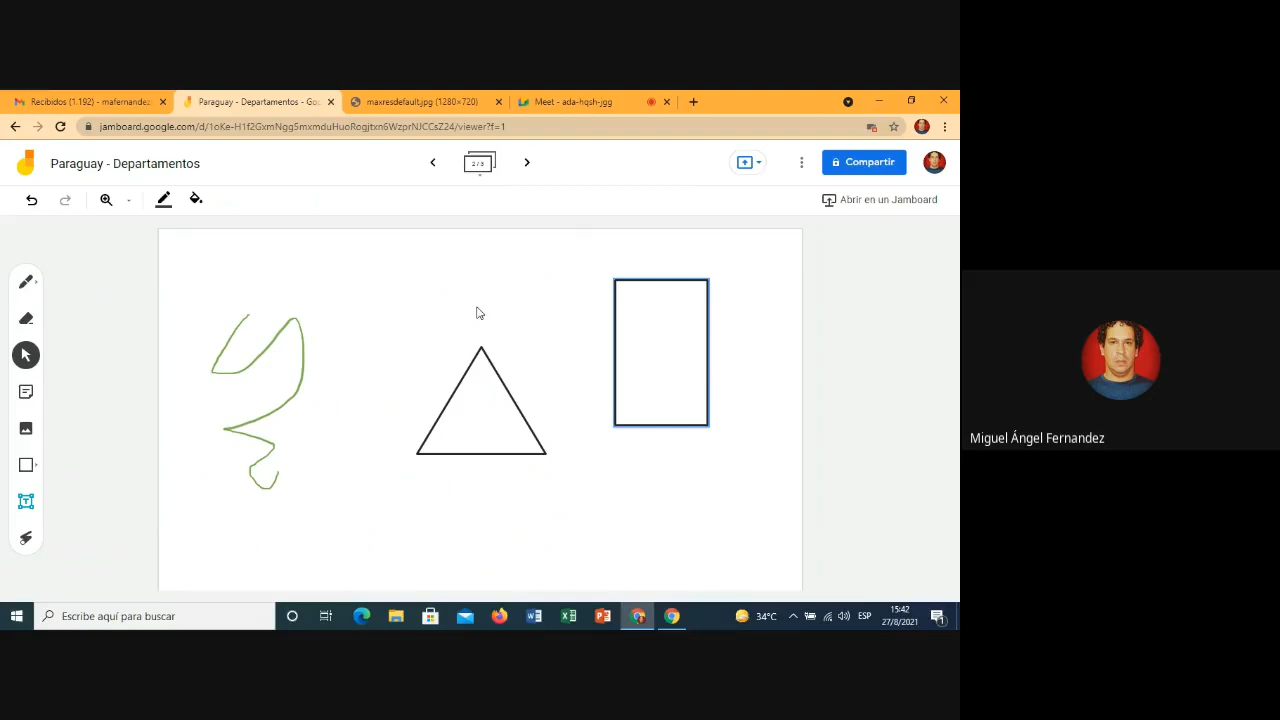 Recibidos (1.192) - mafernandez
Paraguay - Departamentos - Goo
maxresdefault.jpg (1280×720)
Meet - ada-hqsh-jgg
jamboard.google.com/d/1oKe-H1f2GxmNgg5mxmduHuoRogjtxn6WzprNJCCsZ24/viewer?f=1
Paraguay - Departamentos
2 / 3
Compartir
Abrir en un Jamboard
Miguel Ángel Fernandez
Escribe aquí para buscar
34°C
ESP
15:42
27/8/2021
1